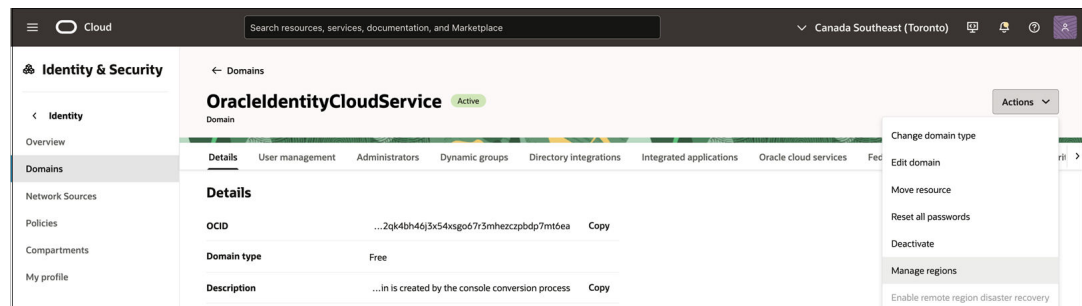 Cloud
Search resources, services, documentation, and Marketplace
Canada Southeast (Toronto)
Identity & Security
Identity
Overview
Domains
Network Sources
Policies
Compartments
My profile
← Domains
OracleIdentityCloudService Active
Domain
Actions
Details User management Administrators Dynamic groups Directory integrations Integrated applications Oracle cloud services
Details
OCID ...2qk4bh46j3x54xsgo67r3mhezczpbdp7mt6ea Copy
Domain type Free
Description ...in is created by the console conversion process Copy
Change domain type
Edit domain
Move resource
Reset all passwords
Deactivate
Manage regions
Enable remote region disaster recovery